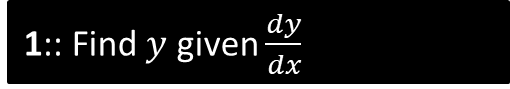 1:: Find y given dy/dx